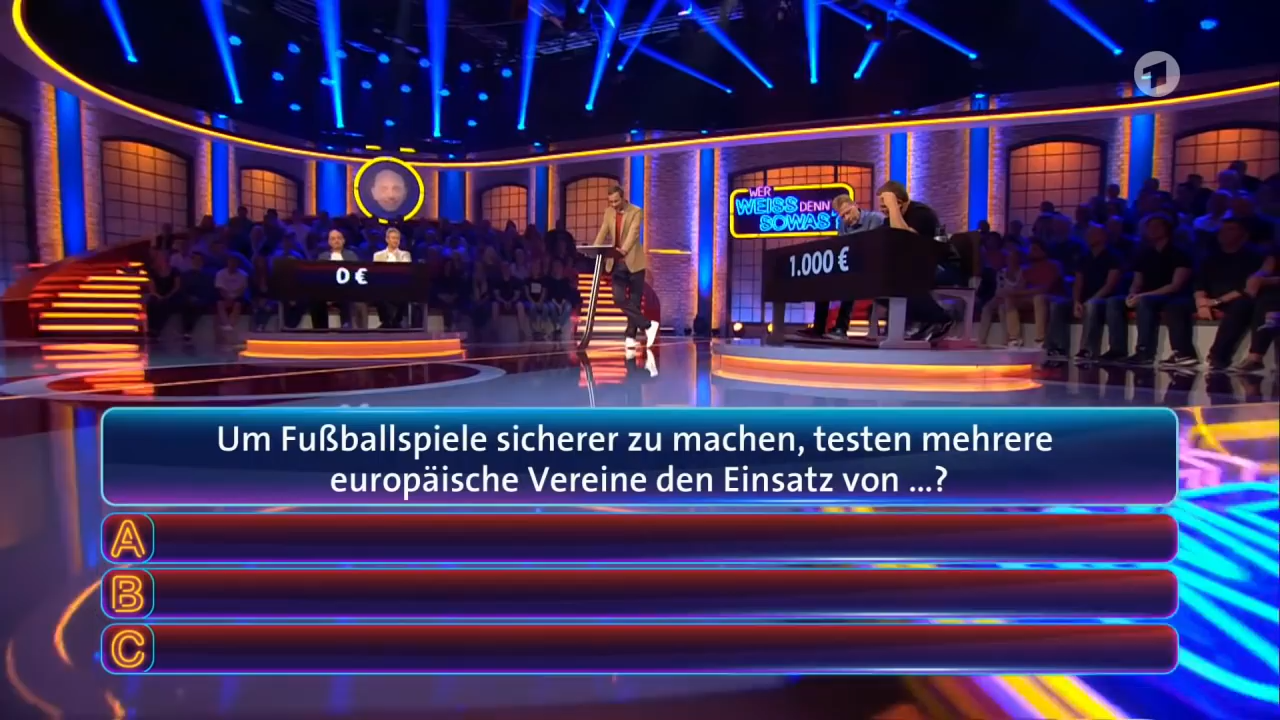 1
WER
WEISS DENN
SOWAS?
0 €
1.000 €
Um Fußballspiele sicherer zu machen, testen mehrere
europäische Vereine den Einsatz von ...?
A
B
C